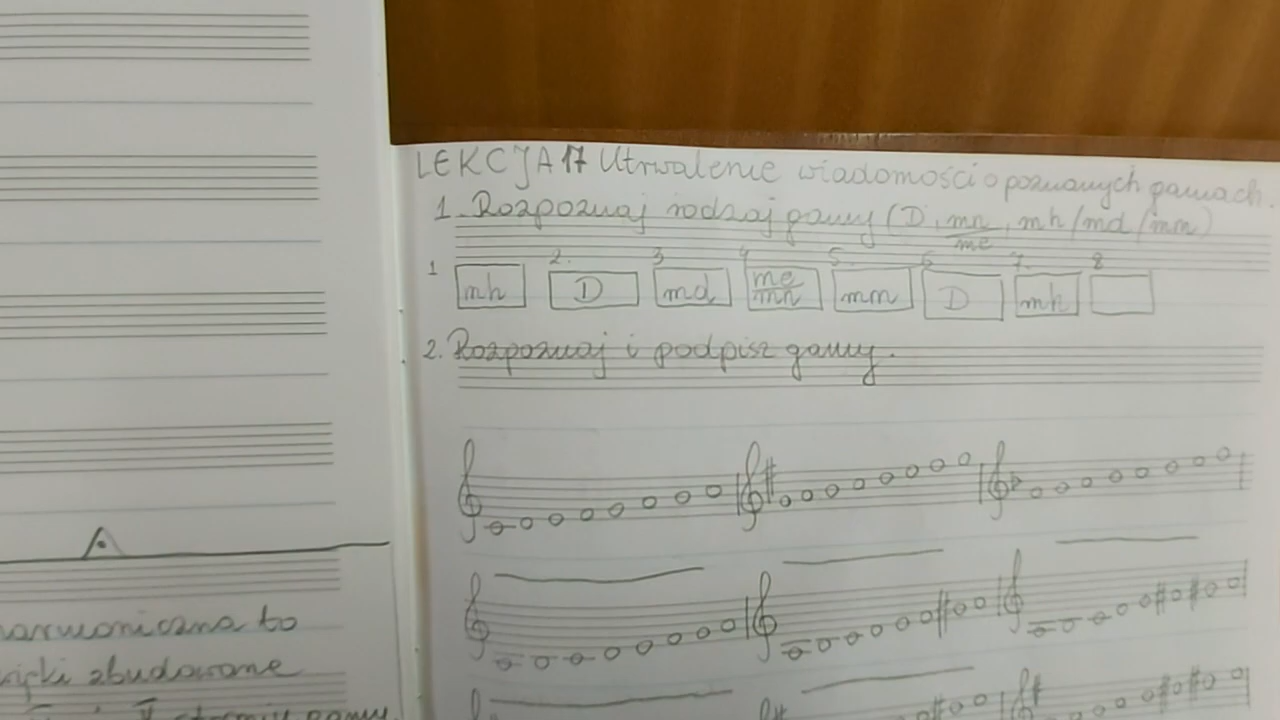 LEKCJA 17 Utrwalenie wiadomości o poznanych gamach.
1. Rozpoznaj rodzaj gamy (D, mn/me, mh/md/mm)
1 2. 3 4 5. 6 7. 8
mh D md me/mn mm D mh
2. Rozpoznaj i podpisz gamy.
harmoniczna to
zbudowane
gamy.